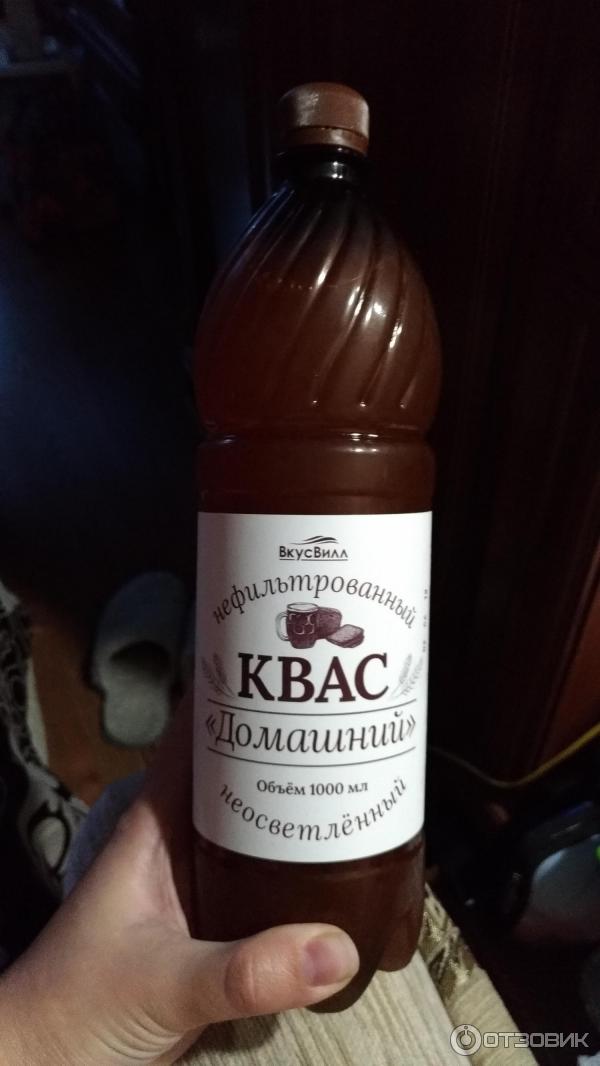 ВкусВилл
нефильтрованный
КВАС
«Домашний»
Объём 1000 мл
неосветлённый
ОТЗОВИК